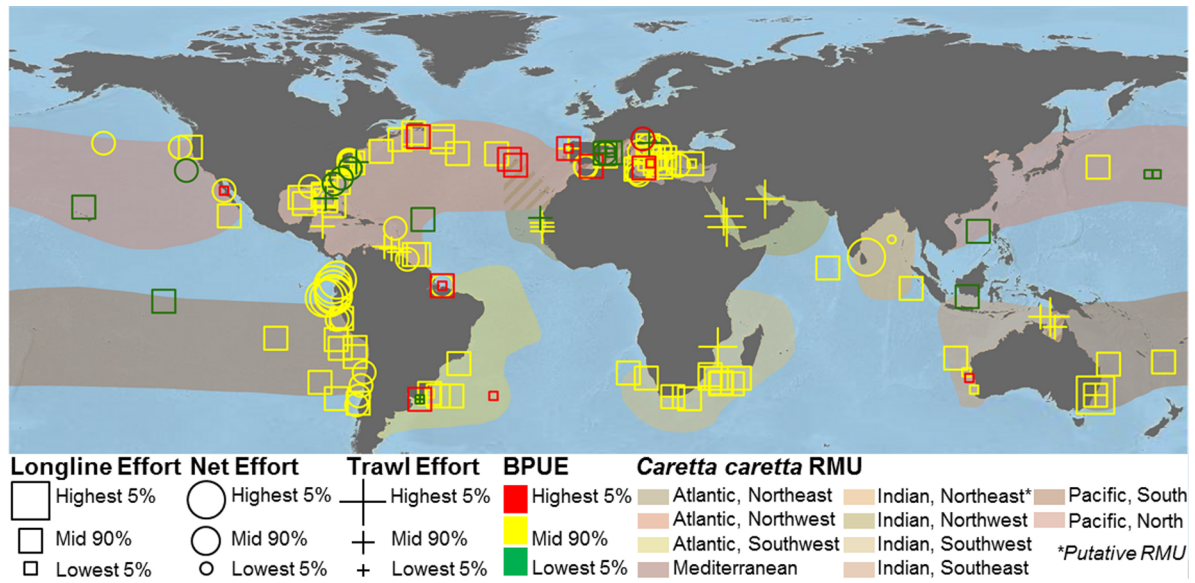 Longline Effort Net Effort Trawl Effort BPUE Caretta caretta RMU
Highest 5% Highest 5% Highest 5% Highest 5% Atlantic, Northeast Indian, Northeast* Pacific, South
Atlantic, Northwest Indian, Northwest Pacific, North
Mid 90% Mid 90% Mid 90% Mid 90% Atlantic, Southwest Indian, Southwest *Putative RMU
Lowest 5% Lowest 5% Lowest 5% Lowest 5% Mediterranean Indian, Southeast